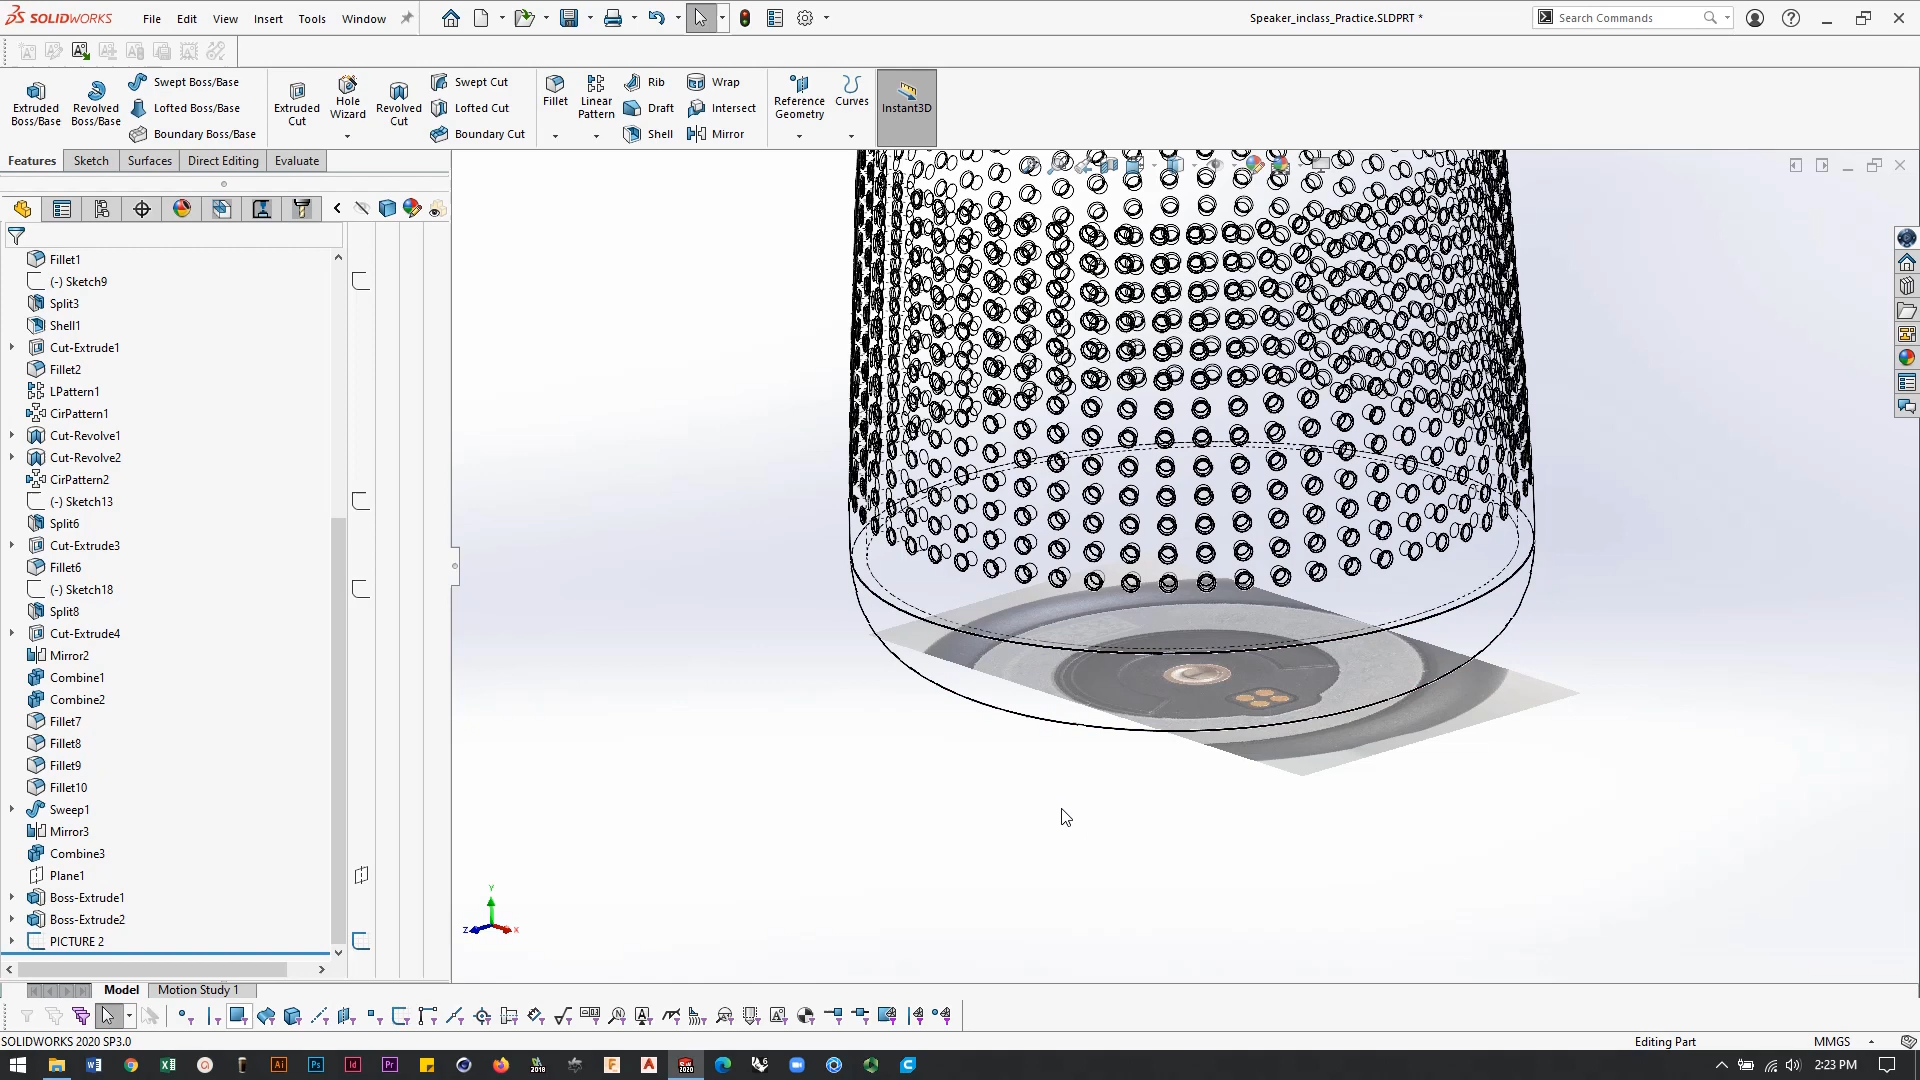 SOLIDWORKS File Edit View Insert Tools Window Speaker_inclass_Practice.SLDPRT * Search Commands
Extruded Boss/Base
Revolved Boss/Base
Swept Boss/Base
Lofted Boss/Base
Boundary Boss/Base
Extruded Cut
Hole Wizard
Revolved Cut
Swept Cut
Lofted Cut
Boundary Cut
Fillet
Linear Pattern
Rib
Draft
Shell
Wrap
Intersect
Mirror
Reference Geometry
Curves
Instant3D
Features Sketch Surfaces Direct Editing Evaluate
Fillet1
(-) Sketch9
Split3
Shell1
Cut-Extrude1
Fillet2
LPattern1
CirPattern1
Cut-Revolve1
Cut-Revolve2
CirPattern2
(-) Sketch13
Split6
Cut-Extrude3
Fillet6
(-) Sketch18
Split8
Cut-Extrude4
Mirror2
Combine1
Combine2
Fillet7
Fillet8
Fillet9
Fillet10
Sweep1
Mirror3
Combine3
Plane1
Boss-Extrude1
Boss-Extrude2
PICTURE 2
Y
Z X
Model Motion Study 1
SOLIDWORKS 2020 SP3.0 Editing Part MMGS
2:23 PM